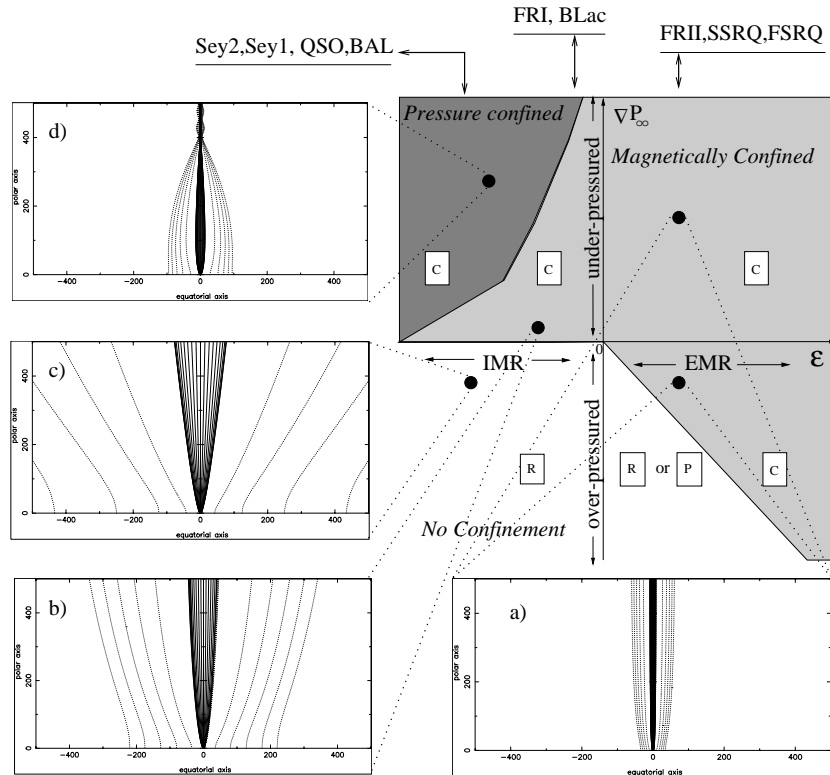 FRI, BLac
FRII,SSRQ,FSRQ
Sey2,Sey1, QSO,BAL
Pressure confined
∇P∞
Magnetically Confined
under-pressured
C
C
C
0
IMR
EMR
ε
over-pressured
R
R or P
C
No Confinement
d)
polar axis
400
200
0
−400
−200
0
200
400
equatorial axis
c)
polar axis
400
200
0
−400
−200
0
200
400
equatorial axis
b)
polar axis
400
200
0
−400
−200
0
200
400
equatorial axis
a)
polar axis
400
200
0
−400
−200
0
200
400
equatorial axis